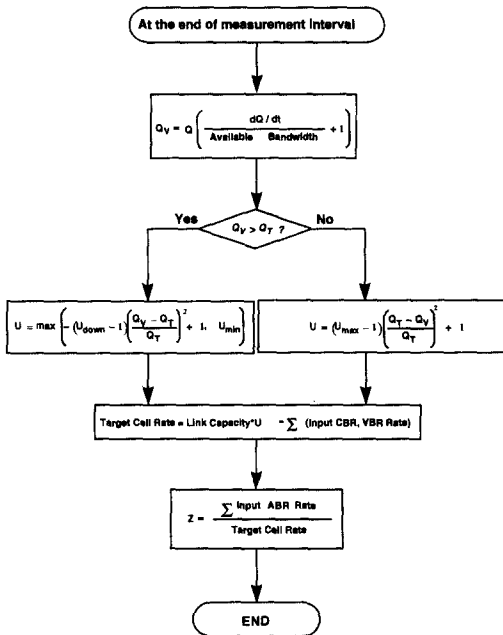 At the end of measurement interval
Q_V = Q ( (dQ / dt) / (Available Bandwidth) + 1 )
Yes
No
Q_V > Q_T ?
U = max { - (U_down - 1) ( (Q_V - Q_T) / Q_T )^2 + 1, U_min }
U = (U_max - 1) ( (Q_T - Q_V) / Q_T )^2 + 1
Target Cell Rate = Link Capacity*U - ∑ (Input CBR, VBR Rate)
Z = (∑ Input ABR Rate) / (Target Cell Rate)
END